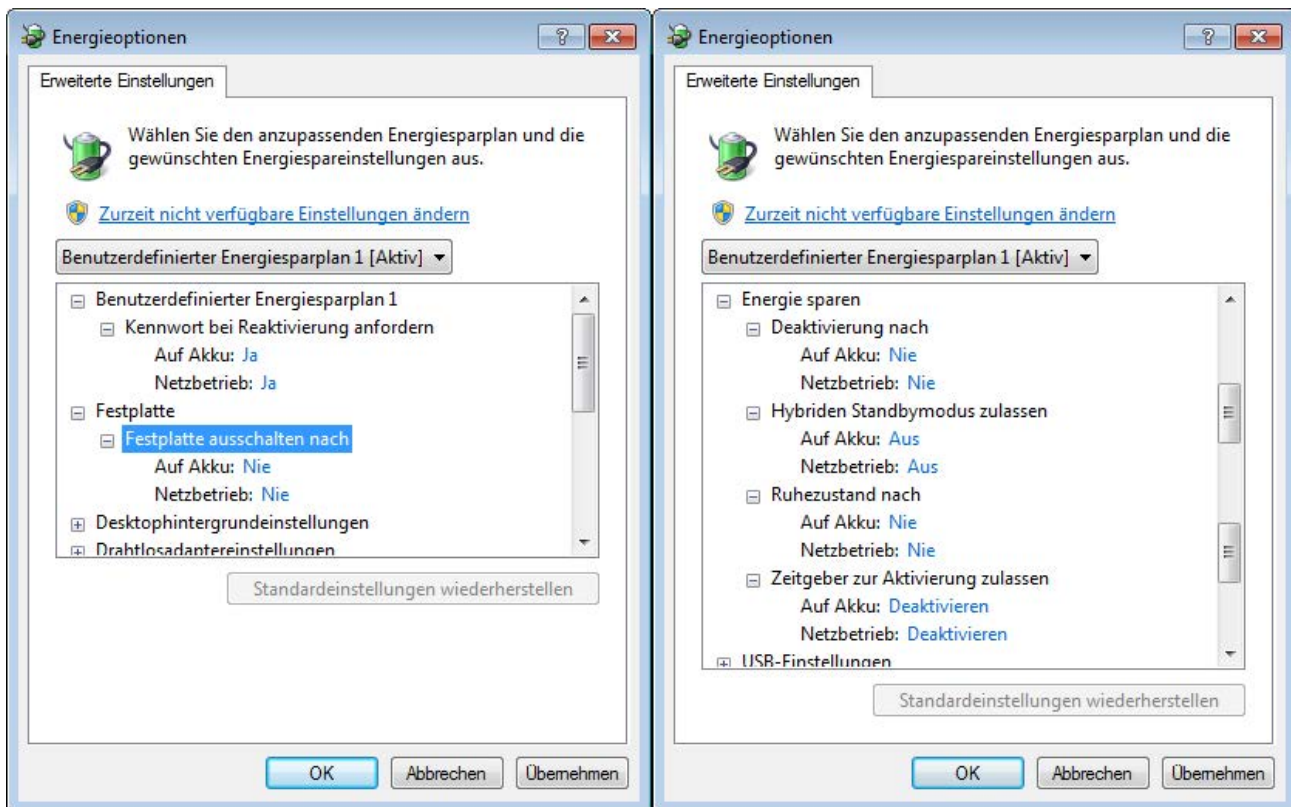 Energieoptionen
Erweiterte Einstellungen
Wählen Sie den anzupassenden Energiesparplan und die
gewünschten Energiespareinstellungen aus.
Zurzeit nicht verfügbare Einstellungen ändern
Benutzerdefinierter Energiesparplan 1 [Aktiv]
Benutzerdefinierter Energiesparplan 1
Kennwort bei Reaktivierung anfordern
Auf Akku: Ja
Netzbetrieb: Ja
Festplatte
Festplatte ausschalten nach
Auf Akku: Nie
Netzbetrieb: Nie
Desktophintergrundeinstellungen
Drahtlosadaptereinstellungen
Standardeinstellungen wiederherstellen
OK Abbrechen Übernehmen
Energieoptionen
Erweiterte Einstellungen
Wählen Sie den anzupassenden Energiesparplan und die
gewünschten Energiespareinstellungen aus.
Zurzeit nicht verfügbare Einstellungen ändern
Benutzerdefinierter Energiesparplan 1 [Aktiv]
Energie sparen
Deaktivierung nach
Auf Akku: Nie
Netzbetrieb: Nie
Hybriden Standbymodus zulassen
Auf Akku: Aus
Netzbetrieb: Aus
Ruhezustand nach
Auf Akku: Nie
Netzbetrieb: Nie
Zeitgeber zur Aktivierung zulassen
Auf Akku: Deaktivieren
Netzbetrieb: Deaktivieren
USB-Einstellungen
Standardeinstellungen wiederherstellen
OK Abbrechen Übernehmen